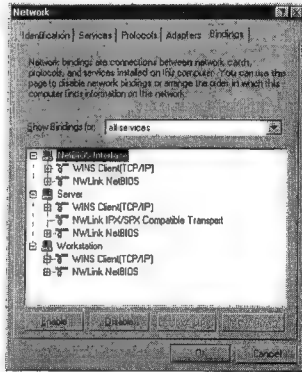 Network
Identification Services Protocols Adapters Bindings
Network bindings are connections between network cards,
protocols, and services installed on this computer. You can use this
page to disable network bindings or arrange the order in which this
computer finds information on the network.
Show Bindings for: all services
Network Interface
WINS Client(TCP/IP)
NWLink NetBIOS
Server
WINS Client(TCP/IP)
NWLink IPX/SPX Compatible Transport
NWLink NetBIOS
Workstation
WINS Client(TCP/IP)
NWLink NetBIOS
Enable Disable
OK Cancel